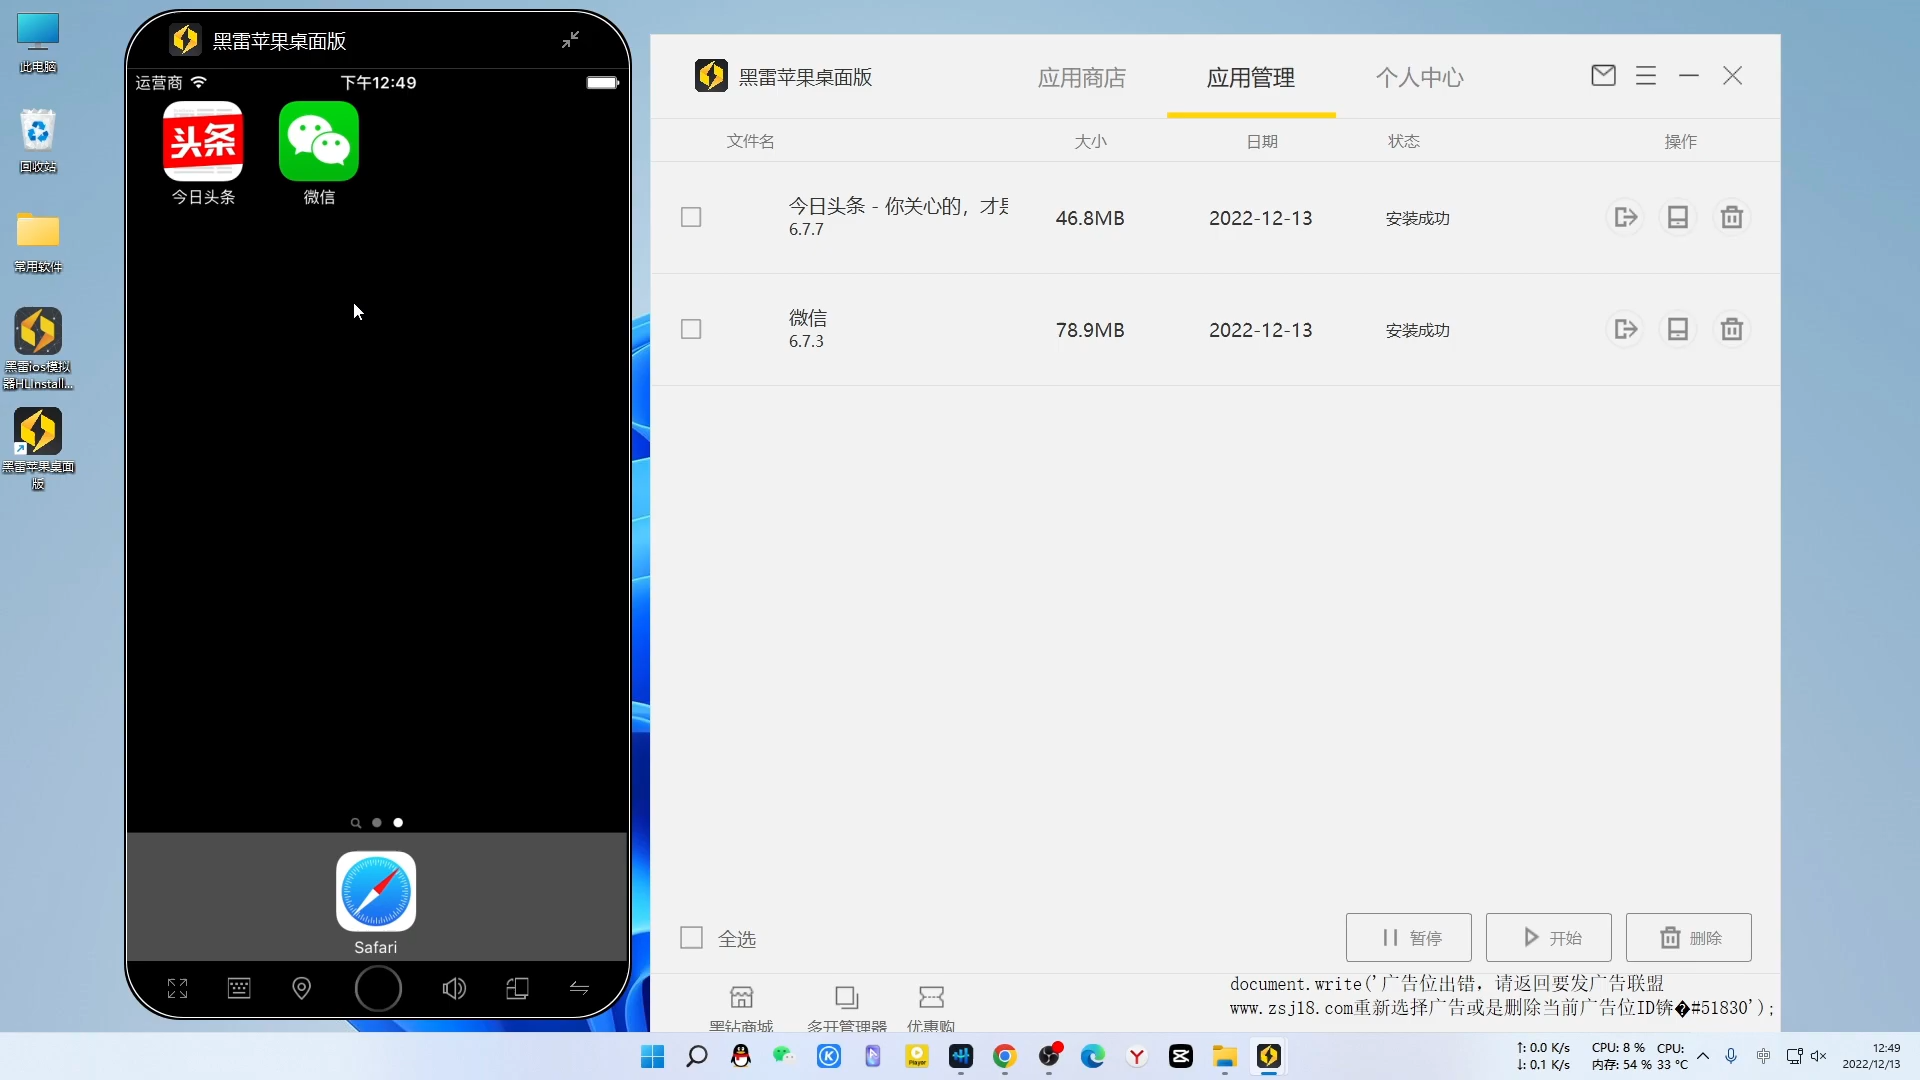 此电脑
回收站
常用软件
黑雷ios模拟
器HLInstall...
黑雷苹果桌面
版
黑雷苹果桌面版
运营商
下午12:49
头条
今日头条
微信
Safari
黑雷苹果桌面版
应用商店
应用管理
个人中心
文件名
大小
日期
状态
操作
今日头条 - 你关心的，才是
6.7.7
46.8MB
2022-12-13
安装成功
微信
6.7.3
78.9MB
2022-12-13
安装成功
全选
暂停
开始
删除
黑钻商城
多开管理器
优惠购
document.write('广告位出错，请返回要发广告联盟
www.zsj18.com重新选择广告或是删除当前广告位ID锛�#51830');
Player
↑: 0.0 K/s
↓: 0.1 K/s
CPU: 8 %
内存: 54 %
CPU:
33 °C
中
12:49
2022/12/13